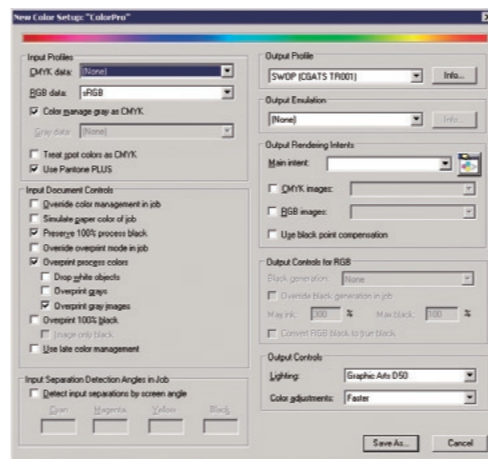 New Color Setup: "ColorPro"
Input Profiles
CMYK data: (None)
RGB data: sRGB
Color manage gray as CMYK
Gray data: (None)
Treat spot colors as CMYK
Use Pantone PLUS
Input Document Controls
Override color management in job
Simulate paper color of job
Preserve 100% process black
Override overprint mode in job
Overprint process colors
Drop white objects
Overprint grays
Overprint gray images
Overprint 100% black
Image only black
Use late color management
Input Separation Detection Angles in Job
Detect input separations by screen angle
Cyan Magenta Yellow Black
Output Profile
SWOP (CGATS TR001) Info...
Output Emulation
(None) Info...
Output Rendering Intents
Main intent:
CMYK images:
RGB images:
Use black point compensation
Output Controls for RGB
Black generation: None
Override black generation in job
Max ink: 300 % Max black: 100 %
Convert RGB black to true black
Output Controls
Lighting: Graphic Arts D50
Color adjustments: Faster
Save As... Cancel